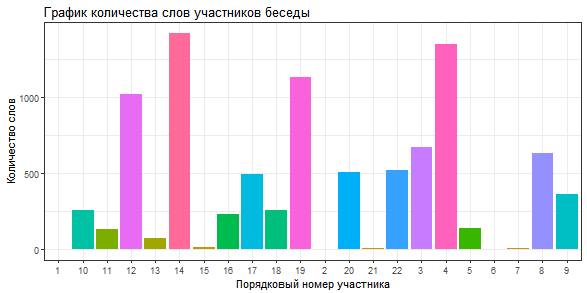 График количества слов участников беседы
Количество слов
1000
500
0
1 10 11 12 13 14 15 16 17 18 19 2 20 21 22 3 4 5 6 7 8 9
Порядковый номер участника